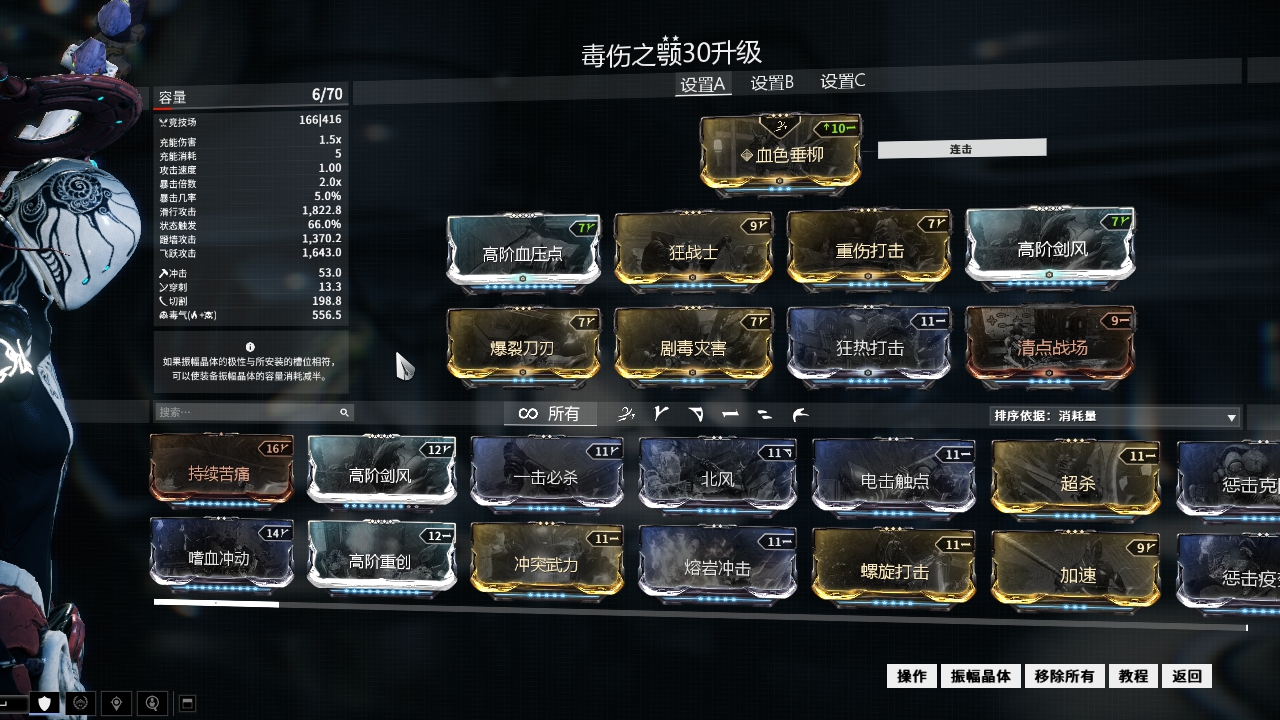 毒伤之颚30升级
设置A 设置B 设置C
容量 6/70
竞技场 166|416
充能伤害 1.5x
充能消耗 5
攻击速度 1.00
暴击倍数 2.0x
暴击几率 5.0%
滑行攻击 1,822.8
状态触发 66.0%
蹬墙攻击 1,370.2
飞跃攻击 1,643.0
冲击 53.0
穿刺 13.3
切割 198.8
毒气( +离) 556.5
如果振幅晶体的极性与所安装的槽位相符,
可以使装备振幅晶体的容量消耗减半。
10
血色垂柳
连击
7 9 7 7
高阶血压点 狂战士 重伤打击 高阶剑风
7 7 11 9
爆裂刀刃 剧毒灾害 狂热打击 清点战场
搜索… 所有 排序依据：消耗量
16 12 11 11 11 11
持续苦痛 高阶剑风 一击必杀 北风 电击触点 超杀 惩击克
14 12 11 11 11 9
嗜血冲动 高阶重创 冲突武力 熔岩冲击 螺旋打击 加速 惩击疫
操作 振幅晶体 移除所有 教程 返回